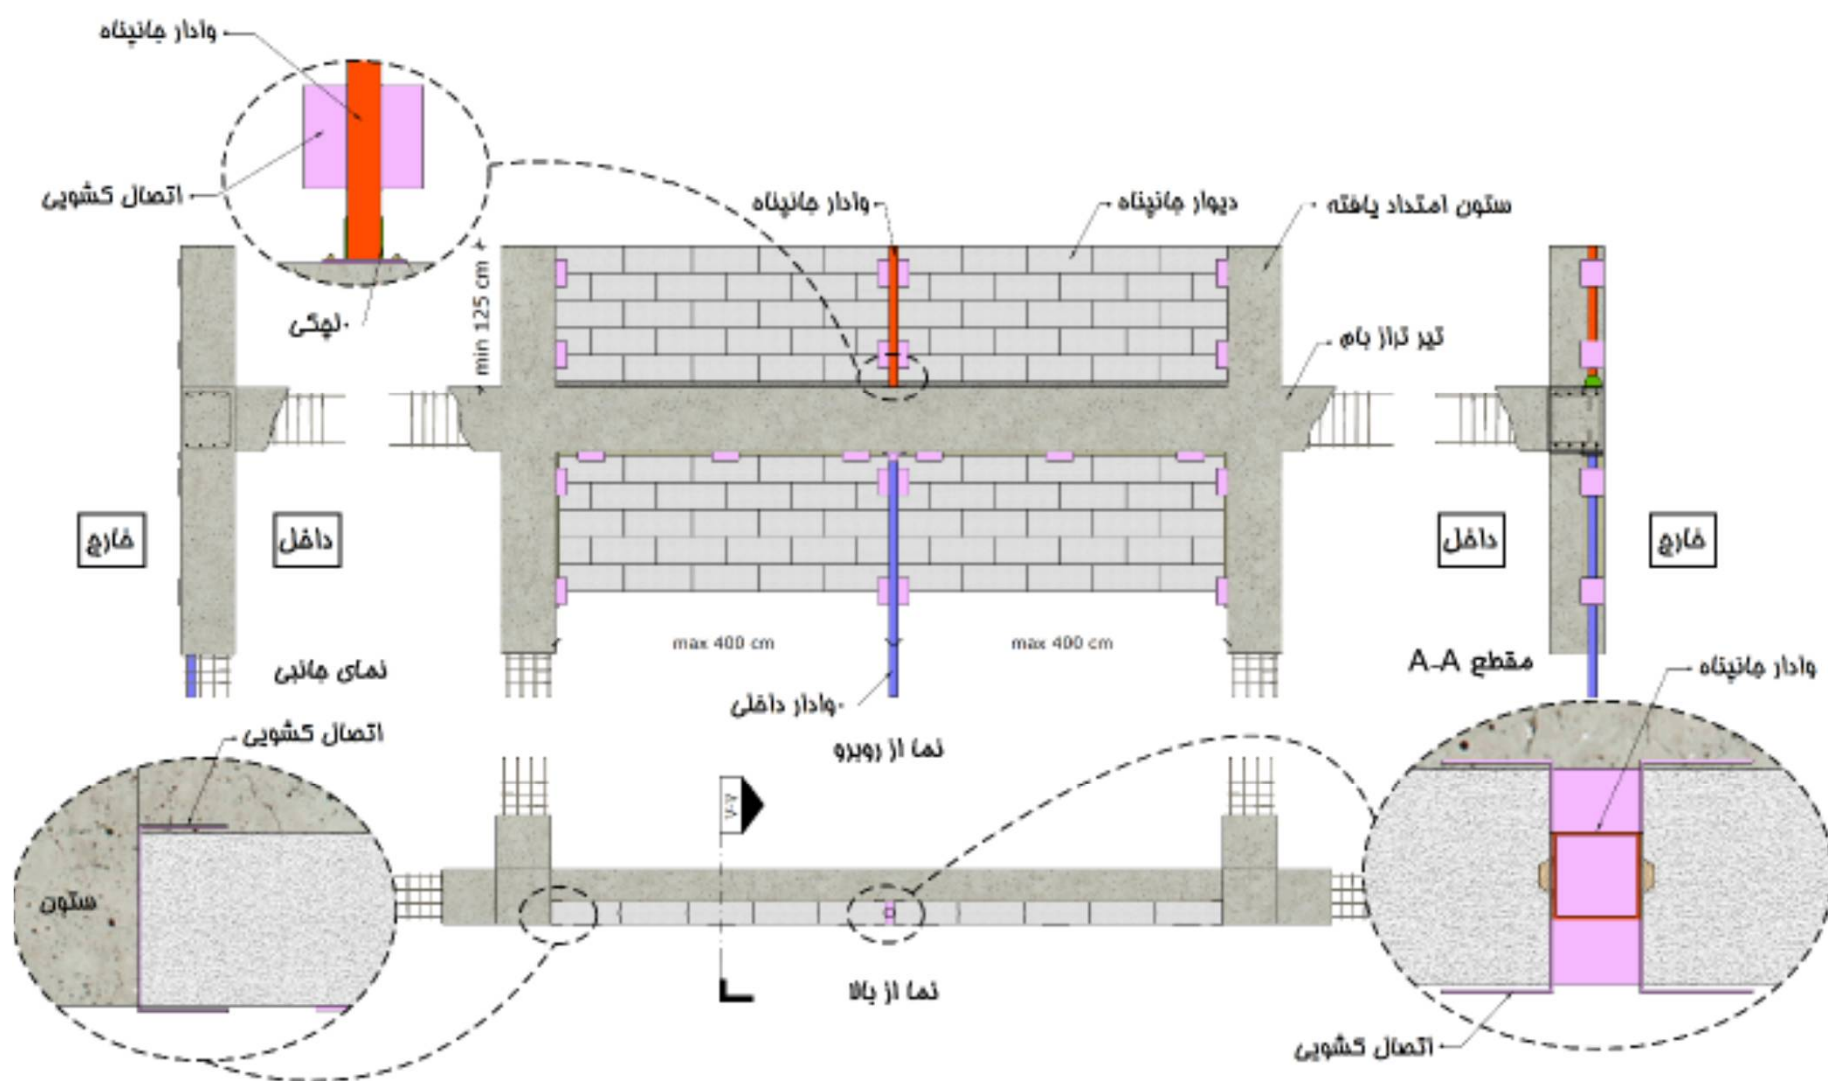 وادار جانپناه
اتصال کشویی
لچکی
min 125 cm
وادار جانپناه
دیوار جانپناه
ستون امتداد یافته
تیر تراز بام
خارج
داخل
داخل
خارج
max 400 cm
max 400 cm
نمای جانبی
وادار داخلی
نما از روبرو
مقطع A-A
وادار جانپناه
اتصال کشویی
ستون
نما از بالا
اتصال کشویی